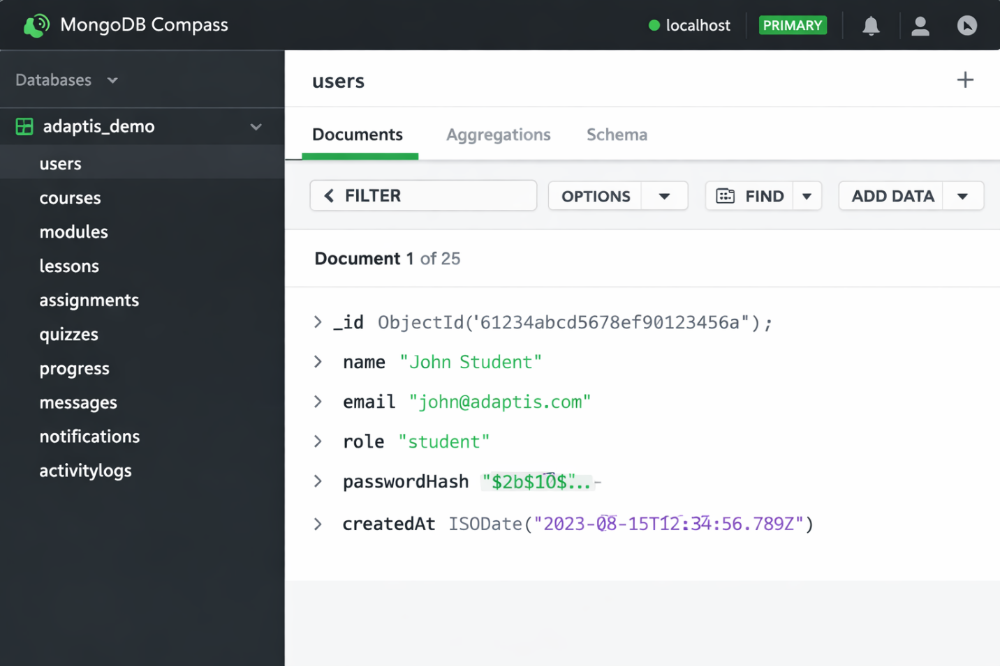 MongoDB Compass
localhost
PRIMARY
Databases
adaptis_demo
users
courses
modules
lessons
assignments
quizzes
progress
messages
notifications
activitylogs
users
Documents
Aggregations
Schema
FILTER
OPTIONS
FIND
ADD DATA
Document 1 of 25
_id ObjectId('61234abcd5678ef90123456a");
name "John Student"
email "john@adaptis.com"
role "student"
passwordHash "$2b$10$"...-
createdAt ISODate("2023-08-15T12:34:56.789Z")